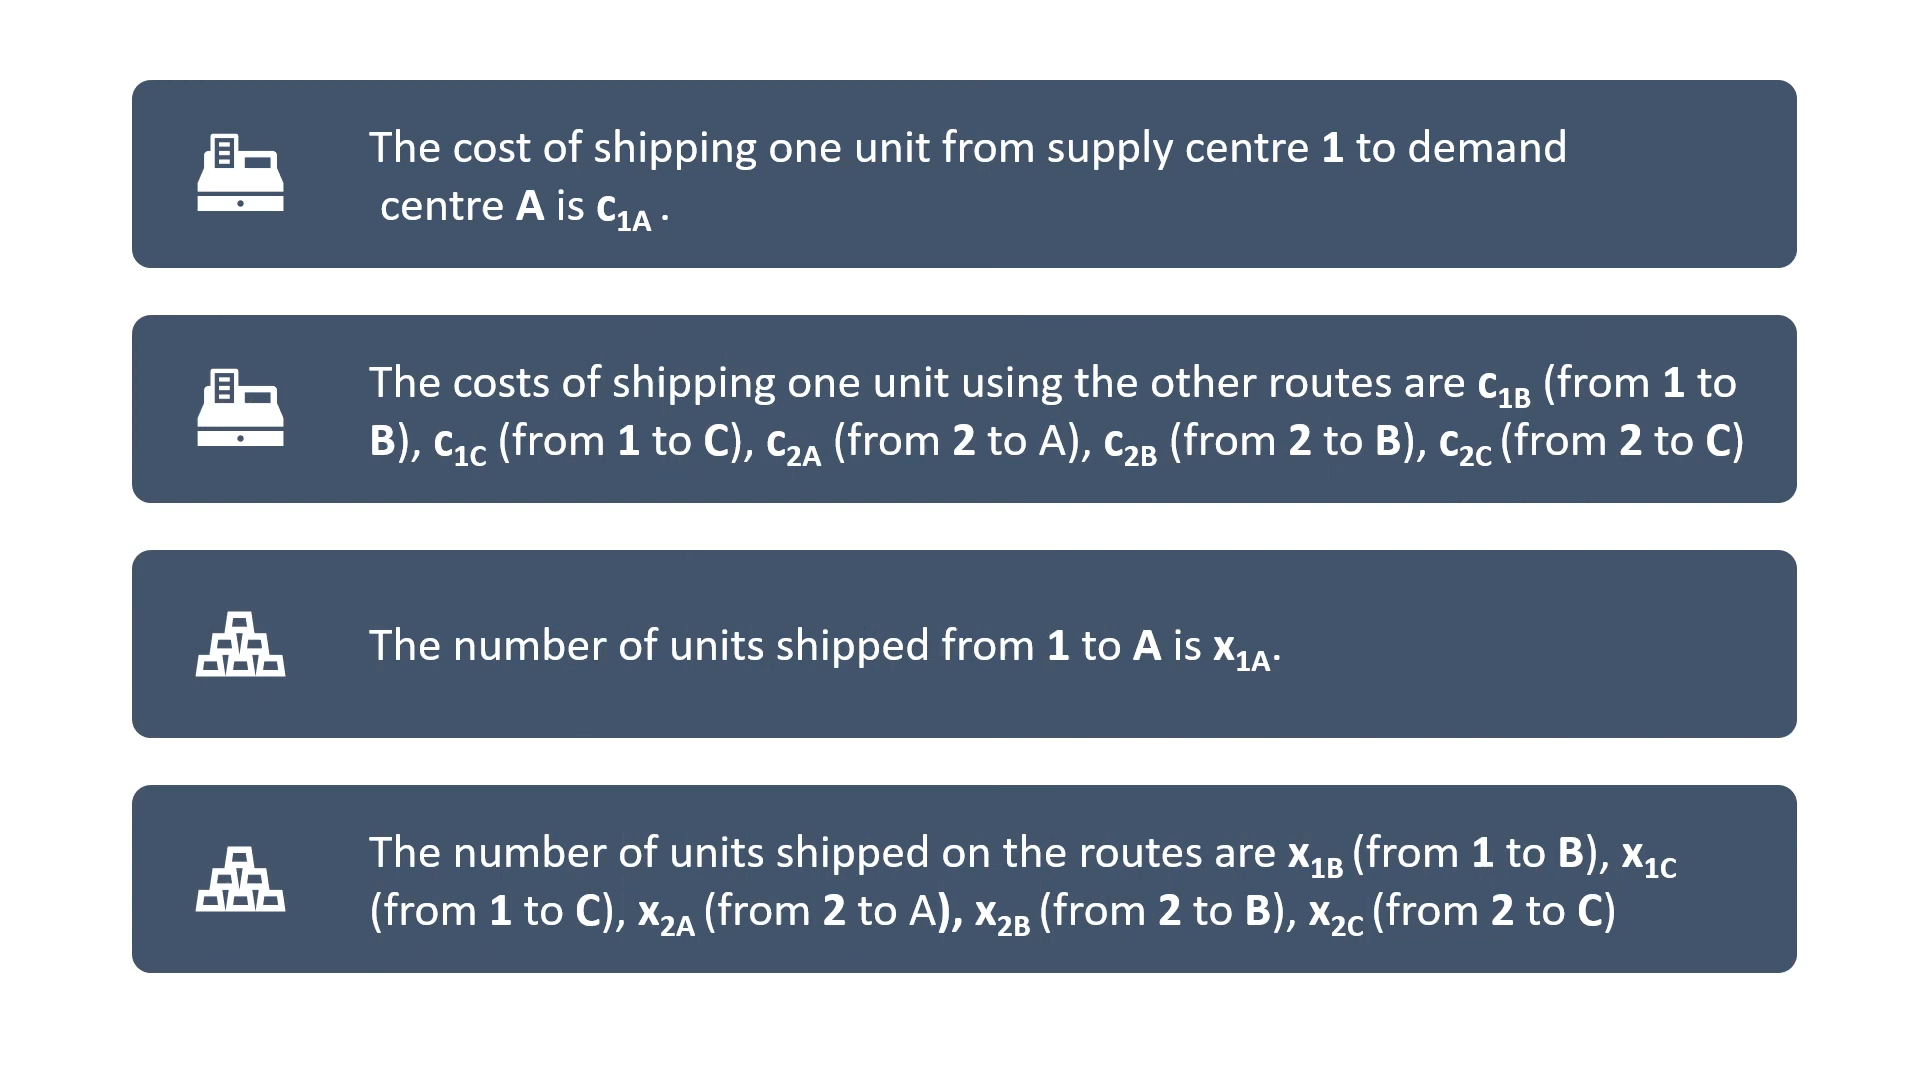 The cost of shipping one unit from supply centre 1 to demand
centre A is c₁A .
The costs of shipping one unit using the other routes are c₁B (from 1 to
B), c₁C (from 1 to C), c₂A (from 2 to A), c₂B (from 2 to B), c₂C (from 2 to C)
The number of units shipped from 1 to A is x₁A.
The number of units shipped on the routes are x₁B (from 1 to B), x₁C
(from 1 to C), x₂A (from 2 to A), x₂B (from 2 to B), x₂C (from 2 to C)